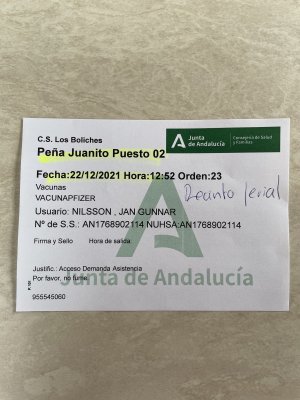 C.S. Los Boliches
Junta
de Andalucía
Consejería de Salud
y Familias
Peña Juanito Puesto 02
Fecha:22/12/2021 Hora:12:52 Orden:23
Vacunas
VACUNAPFIZER
Recinto ferial
Usuario: NILSSON , JAN GUNNAR
Nº de S.S.: AN1768902114 NUHSA:AN1768902114
Firma y Sello Hora de salida:
Justific.: Acceso Demanda Asistencia
Por favor, no fume.
Junta de Andalucía
955545060